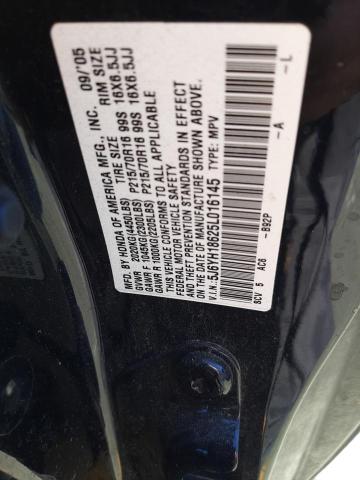 MFD. BY HONDA OF AMERICA MFG., INC. 09/'05
TIRE SIZE RIM SIZE
GVWR 2020KG(4450LBS)
GAWR F 1045KG(2300LBS) P215/70R16 99S 16X6.5JJ
GAWR R 1000KG(2205LBS) P215/70R16 99S 16X6.5JJ
THIS VEHICLE CONFORMS TO ALL APPLICABLE
FEDERAL MOTOR VEHICLE SAFETY AND
THEFT PREVENTION STANDARDS IN EFFECT
ON THE DATE OF MANUFACTURE SHOWN ABOVE.
V.I.N.: 5J6YH18625L016145 TYPE: MPV
SCV 5 AC6 -B92P -A -L